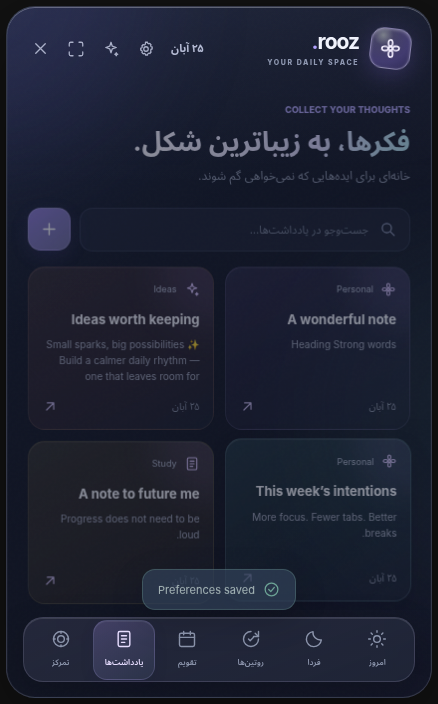 rooz.
YOUR DAILY SPACE
۲۵ آبان
COLLECT YOUR THOUGHTS
فکرها، به زیباترین شکل.
خانه‌ای برای ایده‌هایی که نمی‌خواهی گم شوند.
جست‌وجو در یادداشت‌ها...
Personal
A wonderful note
Heading Strong words
۲۵ آبان
Ideas
Ideas worth keeping
Small sparks, big possibilities ✨
Build a calmer daily rhythm —
one that leaves room for
۲۵ آبان
Personal
This week’s intentions
More focus. Fewer tabs. Better
breaks.
۲۵ آبان
Study
A note to future me
Progress does not need to be
loud.
Preferences saved
امروز
فردا
روتین‌ها
تقویم
یادداشت‌ها
تمرکز